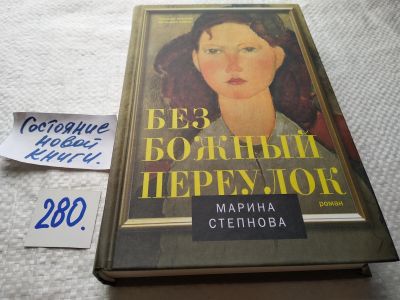 Состояние
новой
книги.
280.
БЕЗ
БОЖНЫЙ
ПЕРЕУЛОК
роман
МАРИНА
СТЕПНОВА